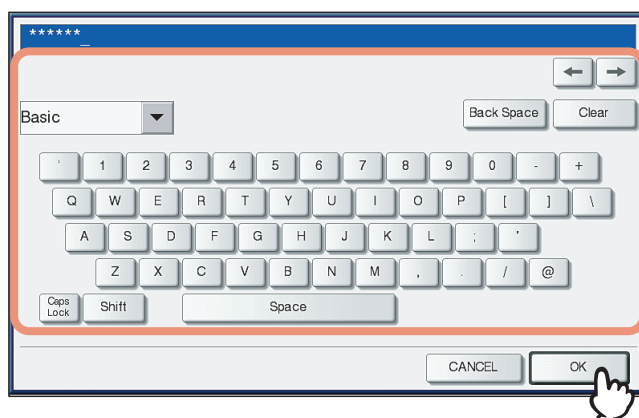 ******_
← →
Basic Back Space Clear
' 1 2 3 4 5 6 7 8 9 0 - +
Q W E R T Y U I O P [ ] \
A S D F G H J K L ; '
Z X C V B N M , . / @
Caps Lock Shift Space
CANCEL OK